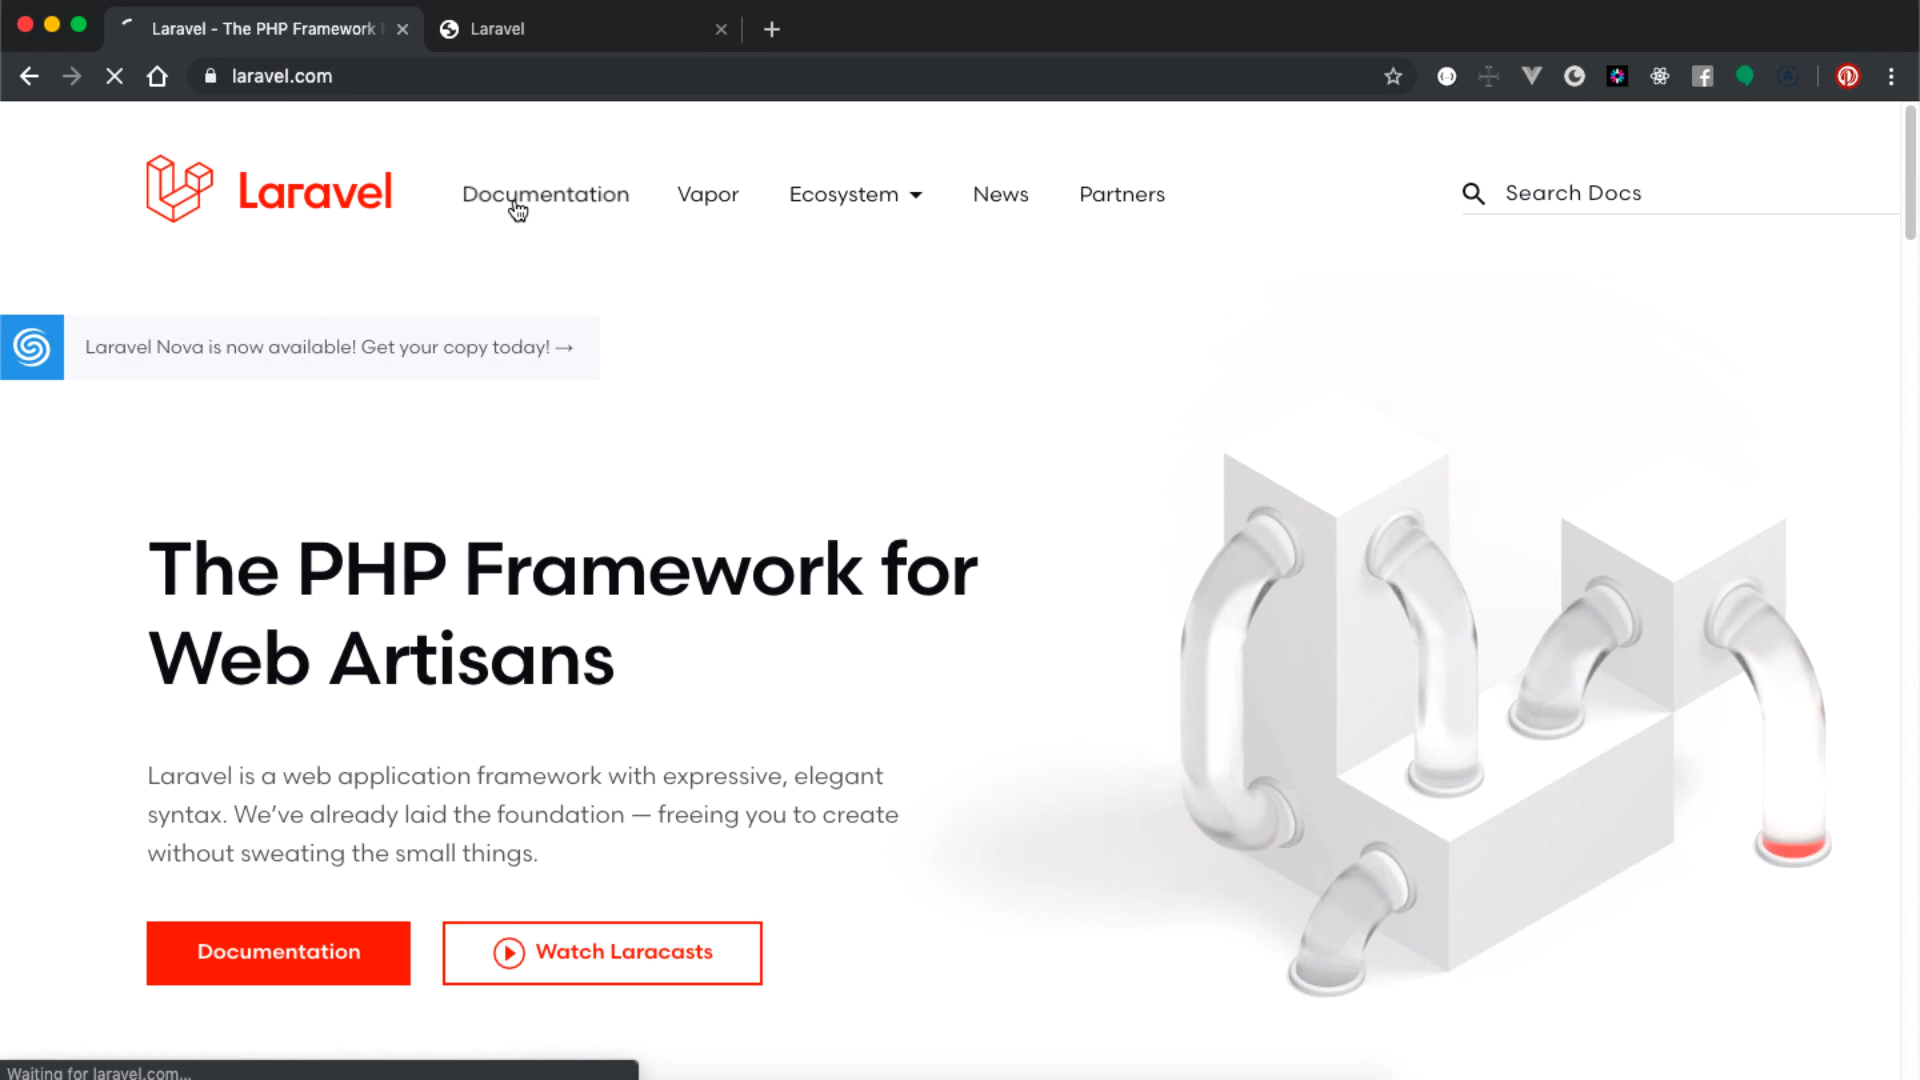 Laravel - The PHP Framework
Laravel
laravel.com
Laravel
Documentation
Vapor
Ecosystem
News
Partners
Search Docs
Laravel Nova is now available! Get your copy today! →
The PHP Framework for
Web Artisans
Laravel is a web application framework with expressive, elegant
syntax. We've already laid the foundation — freeing you to create
without sweating the small things.
Documentation
Watch Laracasts
Waiting for laravel.com...